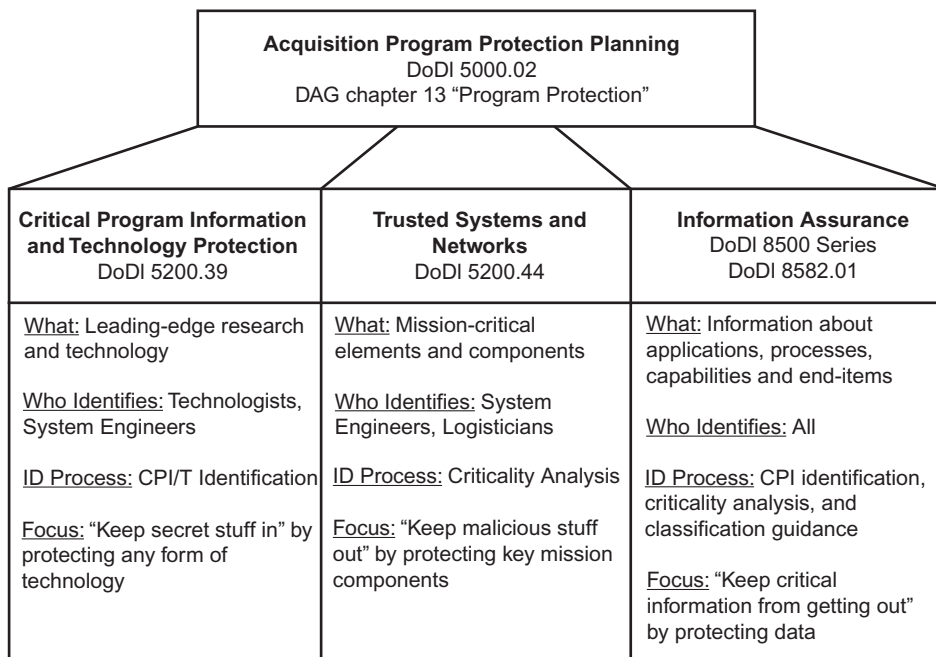 Acquisition Program Protection Planning
DoDI 5000.02
DAG chapter 13 “Program Protection”
Critical Program Information
and Technology Protection
DoDI 5200.39
What: Leading-edge research
and technology
Who Identifies: Technologists,
System Engineers
ID Process: CPI/T Identification
Focus: “Keep secret stuff in” by
protecting any form of
technology
Trusted Systems and
Networks
DoDI 5200.44
What: Mission-critical
elements and components
Who Identifies: System
Engineers, Logisticians
ID Process: Criticality Analysis
Focus: “Keep malicious stuff
out” by protecting key mission
components
Information Assurance
DoDI 8500 Series
DoDI 8582.01
What: Information about
applications, processes,
capabilities and end-items
Who Identifies: All
ID Process: CPI identification,
criticality analysis, and
classification guidance
Focus: “Keep critical
information from getting out”
by protecting data